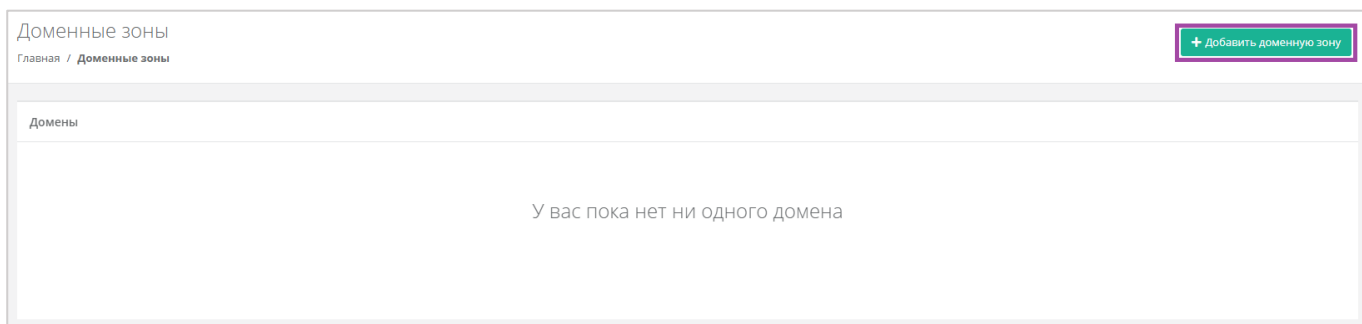 Доменные зоны
+ Добавить доменную зону
Главная / Доменные зоны
Домены
У вас пока нет ни одного домена